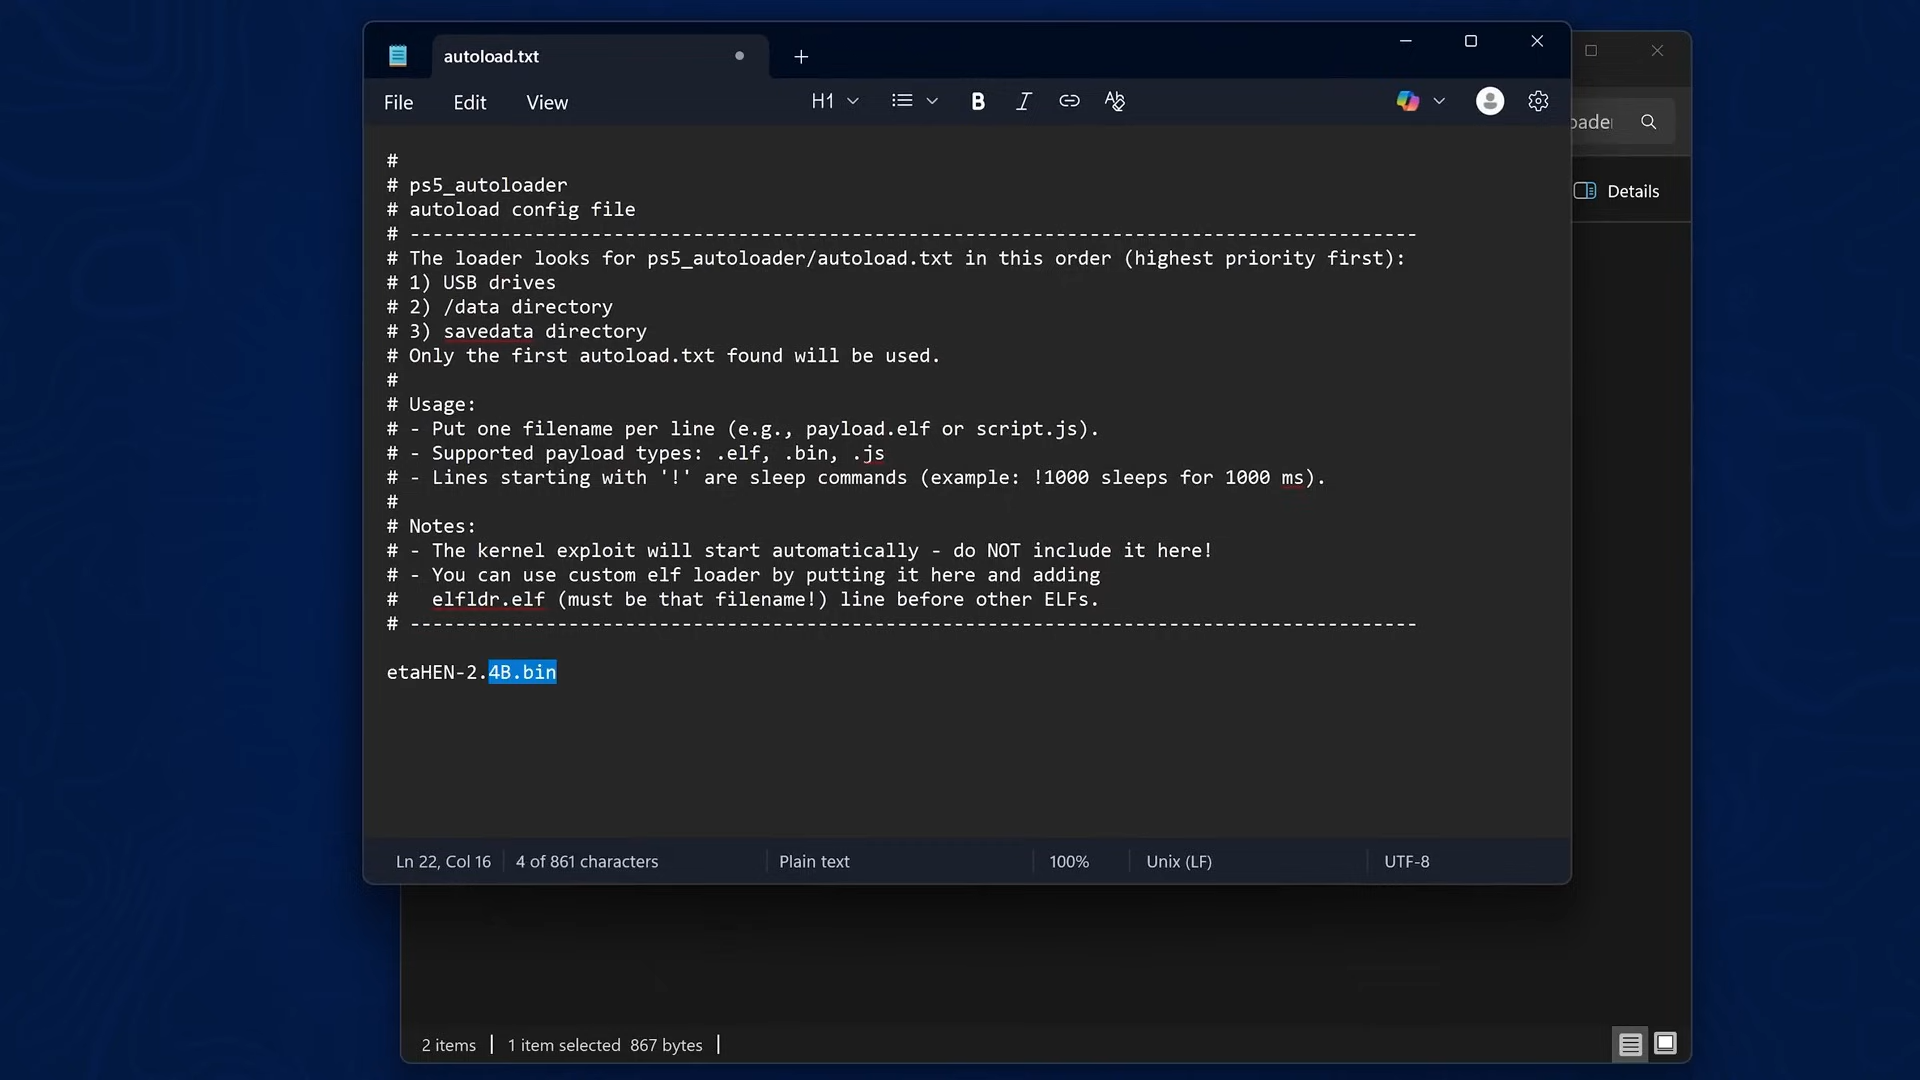 autoload.txt
File Edit View H1
oader
Details
#
# ps5_autoloader
# autoload config file
# -----------------------------------------------------------------------------------------
# The loader looks for ps5_autoloader/autoload.txt in this order (highest priority first):
# 1) USB drives
# 2) /data directory
# 3) savedata directory
# Only the first autoload.txt found will be used.
#
# Usage:
# - Put one filename per line (e.g., payload.elf or script.js).
# - Supported payload types: .elf, .bin, .js
# - Lines starting with '!' are sleep commands (example: !1000 sleeps for 1000 ms).
#
# Notes:
# - The kernel exploit will start automatically - do NOT include it here!
# - You can use custom elf loader by putting it here and adding
#   elfldr.elf (must be that filename!) line before other ELFs.
# -----------------------------------------------------------------------------------------
etaHEN-2.4B.bin
Ln 22, Col 16 4 of 861 characters Plain text 100% Unix (LF) UTF-8
2 items 1 item selected 867 bytes